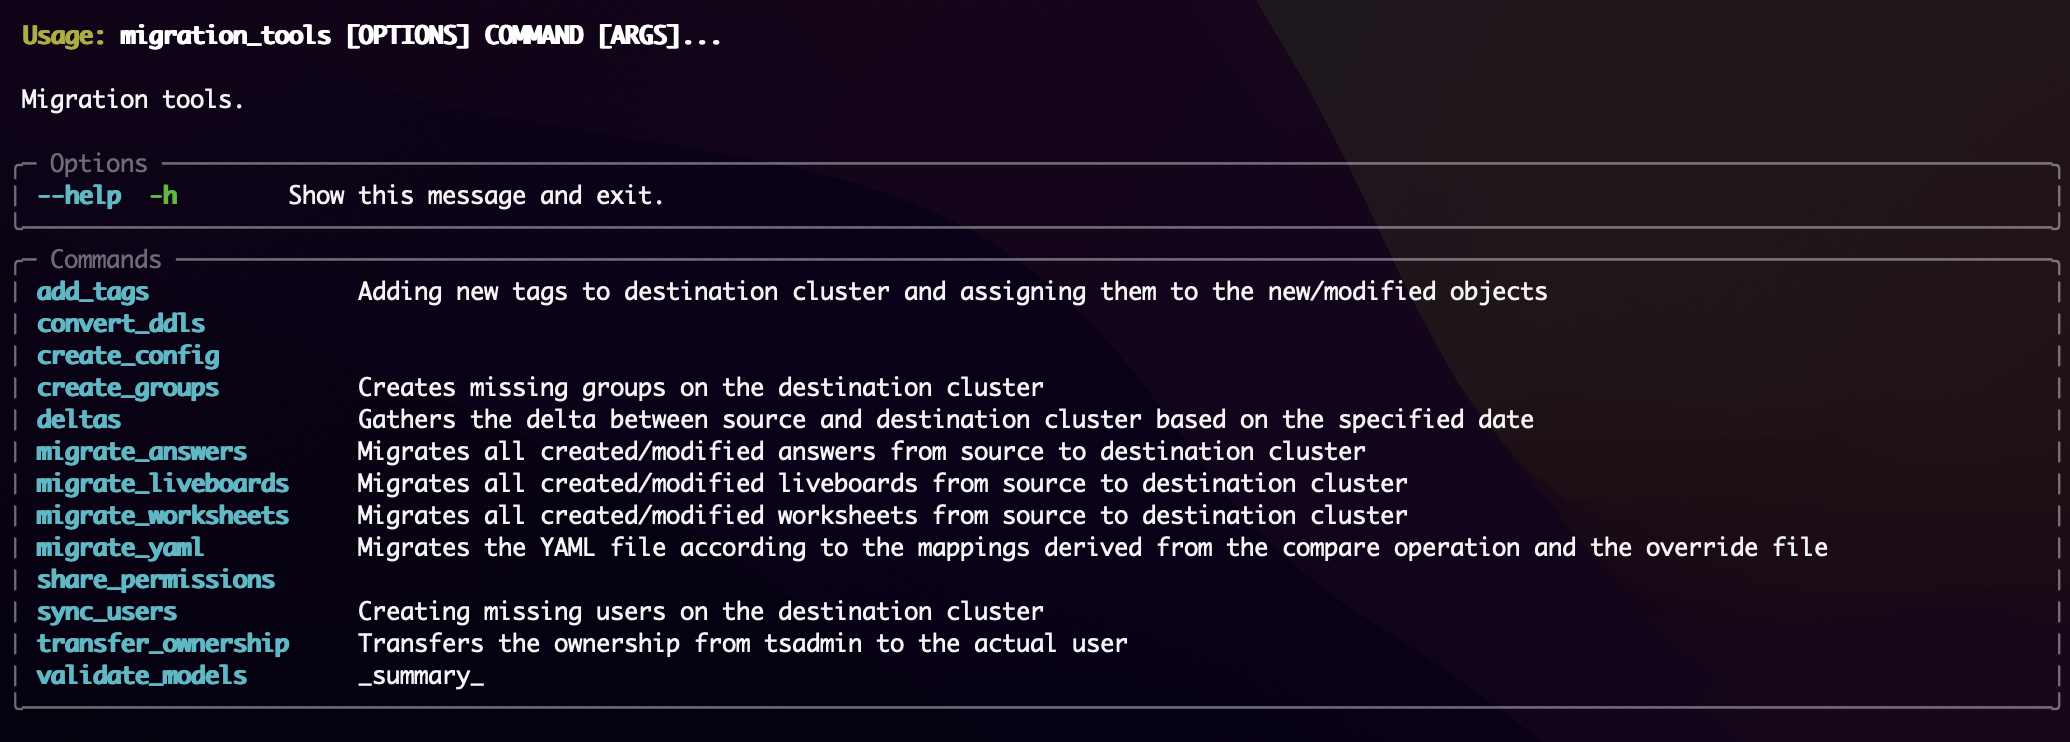 Usage: migration_tools [OPTIONS] COMMAND [ARGS]...
Migration tools.
Options
--help -h Show this message and exit.
Commands
add_tags Adding new tags to destination cluster and assigning them to the new/modified objects
convert_ddls
create_config
create_groups Creates missing groups on the destination cluster
deltas Gathers the delta between source and destination cluster based on the specified date
migrate_answers Migrates all created/modified answers from source to destination cluster
migrate_liveboards Migrates all created/modified liveboards from source to destination cluster
migrate_worksheets Migrates all created/modified worksheets from source to destination cluster
migrate_yaml Migrates the YAML file according to the mappings derived from the compare operation and the override file
share_permissions
sync_users Creating missing users on the destination cluster
transfer_ownership Transfers the ownership from tsadmin to the actual user
validate_models _summary_